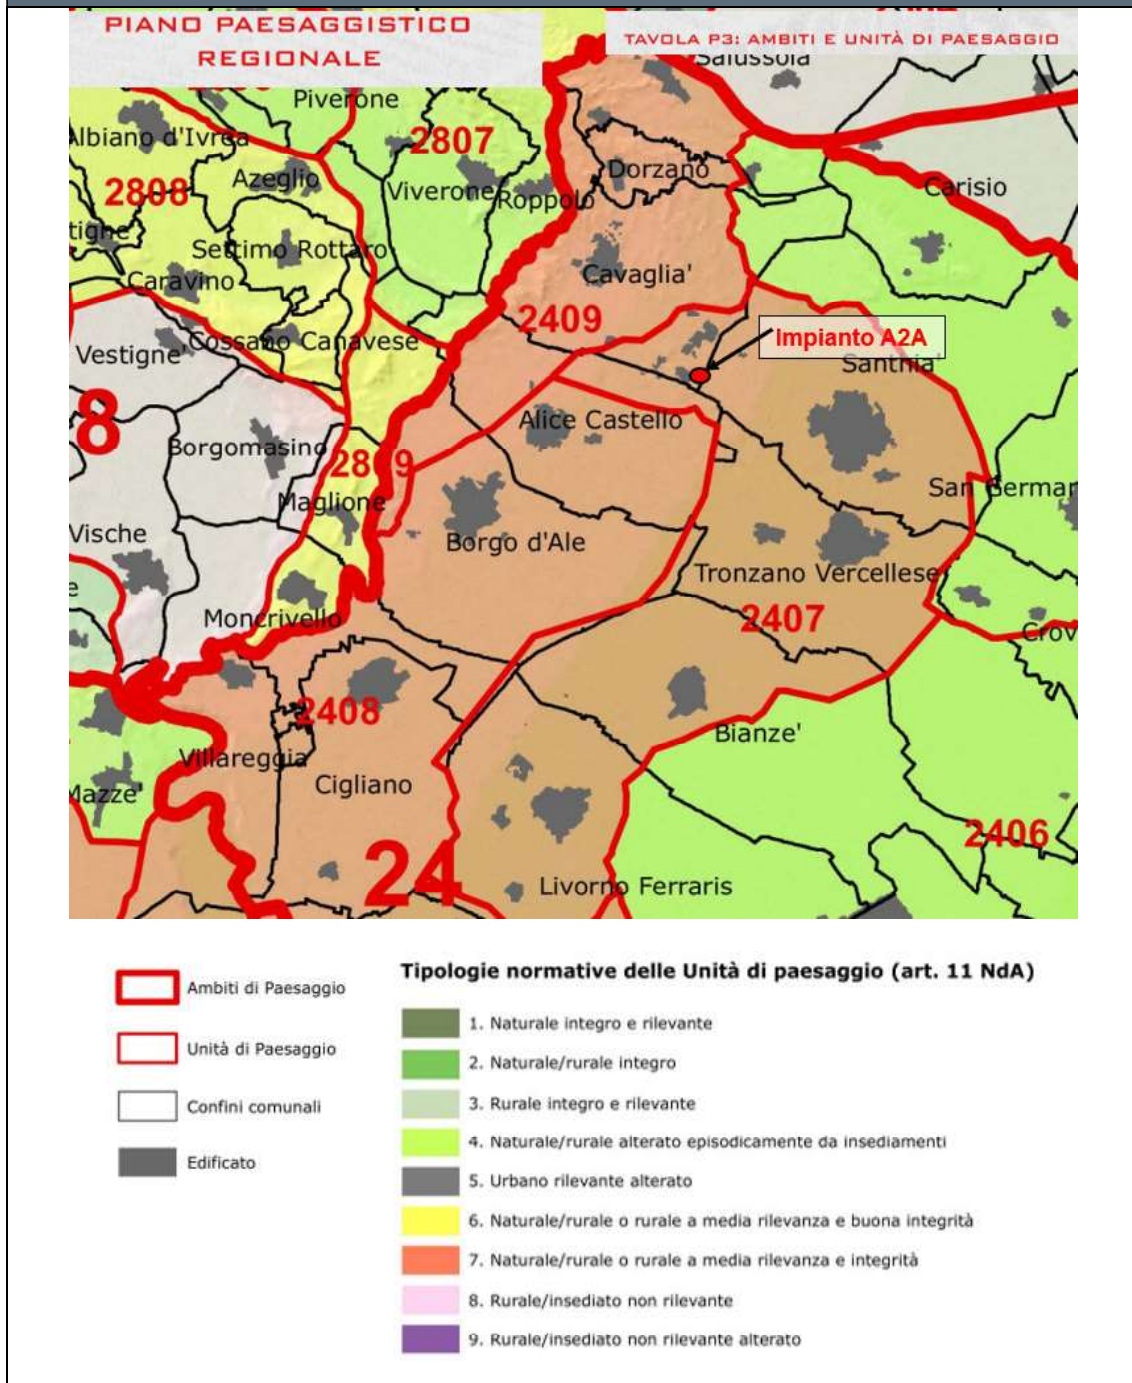 PIANO PAESAGGISTICO
REGIONALE
TAVOLA P3: AMBITI E UNITÀ DI PAESAGGIO
Salussola
Piverone
2807
Albiano d'Ivrea
Azeglio
Dorzano
2808
Viverone
Roppolo
Carisio
Settimo Rottaro
Cavaglia'
Caravino
2409
Impianto A2A
Cossano Canavese
Vestigne'
Santhia'
8
Alice Castello
Borgomasino
2809
Maglione
San Germar
Vische
Borgo d'Ale
Tronzano Vercellese
Moncrivello
2407
Crov
2408
Bianze'
Villareggia
Cigliano
Mazze'
2406
24
Livorno Ferraris
Ambiti di Paesaggio
Unità di Paesaggio
Confini comunali
Edificato
Tipologie normative delle Unità di paesaggio (art. 11 NdA)
1. Naturale integro e rilevante
2. Naturale/rurale integro
3. Rurale integro e rilevante
4. Naturale/rurale alterato episodicamente da insediamenti
5. Urbano rilevante alterato
6. Naturale/rurale o rurale a media rilevanza e buona integrità
7. Naturale/rurale o rurale a media rilevanza e integrità
8. Rurale/insediato non rilevante
9. Rurale/insediato non rilevante alterato